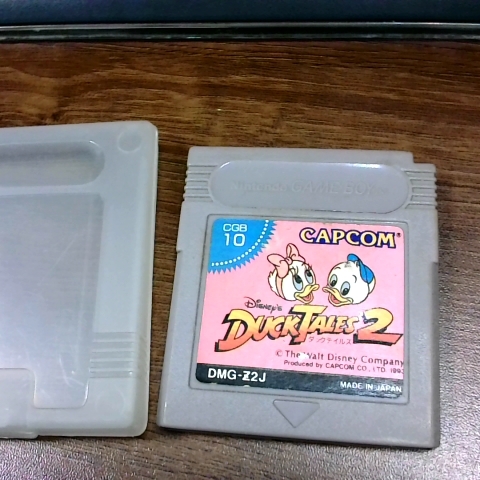 Nintendo GAME BOY
CGB
10
CAPCOM
Disney's
DUCKTALES 2
ダックテイルズ
© The Walt Disney Company
Produced by CAPCOM CO., LTD.
DMG-Z2J
MADE IN JAPAN